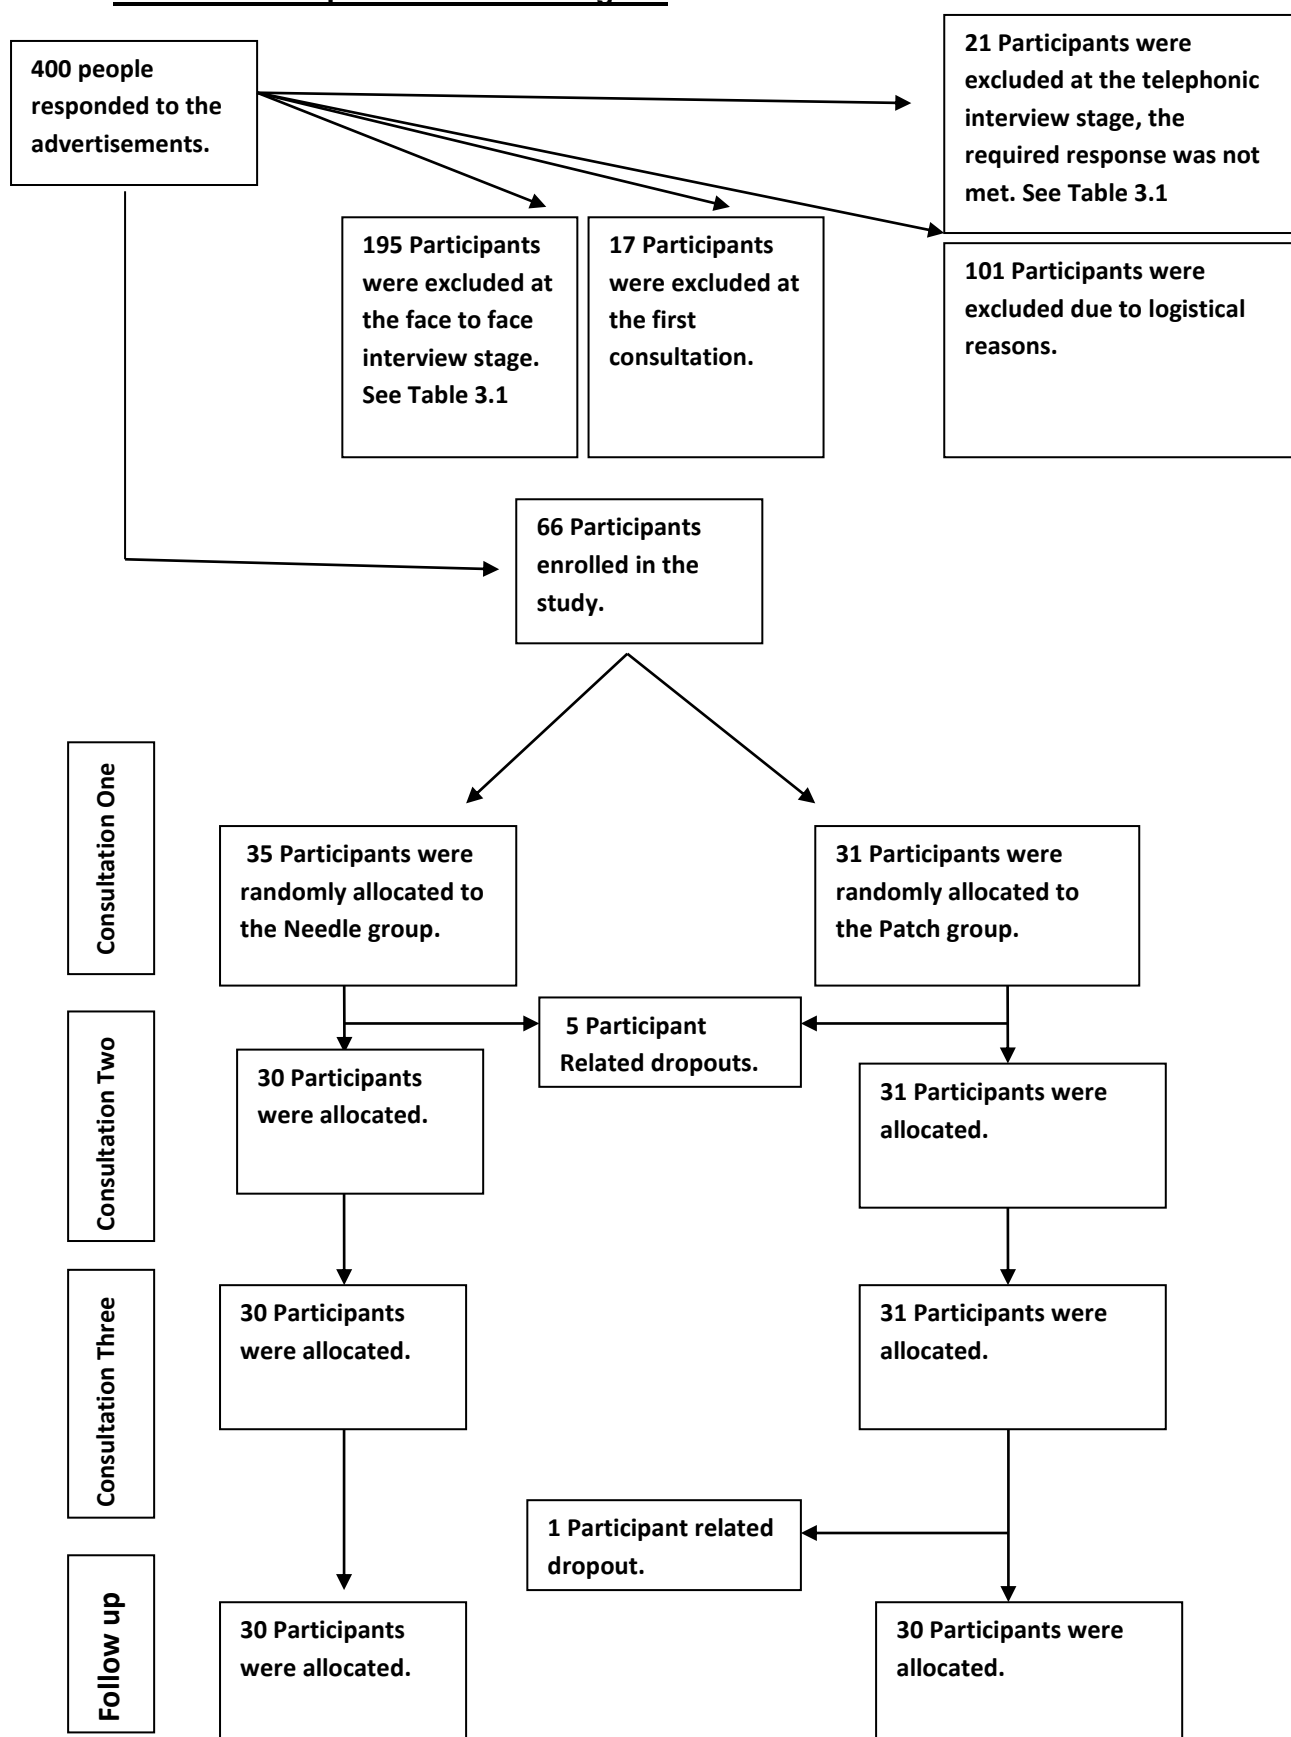 400 people
responded to the
advertisements.
21 Participants were
excluded at the telephonic
interview stage, the
required response was not
met. See Table 3.1
195 Participants
were excluded at
the face to face
interview stage.
See Table 3.1
17 Participants
were excluded at
the first
consultation.
101 Participants were
excluded due to logistical
reasons.
66 Participants
enrolled in the
study.
Consultation One
35 Participants were
randomly allocated to
the Needle group.
31 Participants were
randomly allocated to
the Patch group.
5 Participant
Related dropouts.
Consultation Two
30 Participants
were allocated.
31 Participants were
allocated.
Consultation Three
30 Participants
were allocated.
31 Participants were
allocated.
1 Participant related
dropout.
Follow up
30 Participants
were allocated.
30 Participants were
allocated.